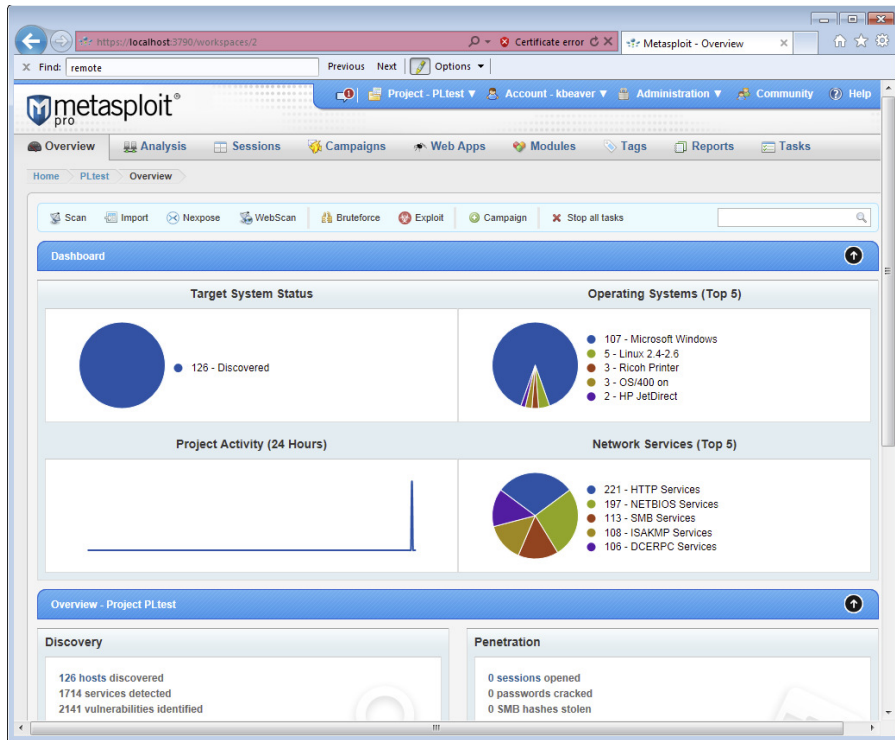 https://localhost:3790/workspaces/2
Certificate error
Metasploit - Overview
x Find: remote Previous Next Options
metasploit®
pro
Project - PLtest ▼ Account - kbeaver ▼ Administration ▼ Community Help
Overview Analysis Sessions Campaigns Web Apps Modules Tags Reports Tasks
Home PLtest Overview
Scan Import Nexpose WebScan Bruteforce Exploit Campaign Stop all tasks
Dashboard
Target System Status
126 - Discovered
Operating Systems (Top 5)
107 - Microsoft Windows
5 - Linux 2.4-2.6
3 - Ricoh Printer
3 - OS/400 on
2 - HP JetDirect
Project Activity (24 Hours)
Network Services (Top 5)
221 - HTTP Services
197 - NETBIOS Services
113 - SMB Services
108 - ISAKMP Services
106 - DCERPC Services
Overview - Project PLtest
Discovery
126 hosts discovered
1714 services detected
2141 vulnerabilities identified
Penetration
0 sessions opened
0 passwords cracked
0 SMB hashes stolen